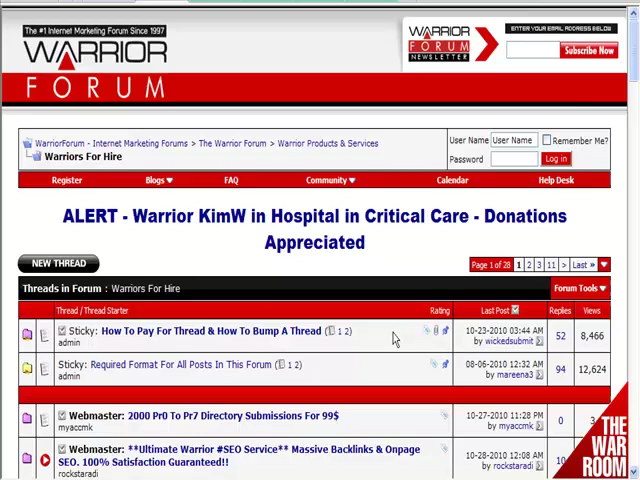 The #1 Internet Marketing Forum Since 1997
WARRIOR
FORUM
WARRIOR
FORUM
NEWSLETTER
ENTER YOUR EMAIL ADDRESS BELOW
Subscribe Now
WarriorForum - Internet Marketing Forums > The Warrior Forum > Warrior Products & Services
Warriors For Hire
User Name User Name Remember Me?
Password Log in
Register Blogs FAQ Community Calendar Help Desk
ALERT - Warrior KimW in Hospital in Critical Care - Donations
Appreciated
NEW THREAD
Page 1 of 28 1 2 3 11 > Last »
Threads in Forum : Warriors For Hire
Forum Tools
Thread / Thread Starter Rating Last Post Replies Views
Sticky: How To Pay For Thread & How To Bump A Thread ( 1 2)
admin
10-23-2010 03:44 AM
by wickedsubmit
52 8,466
Sticky: Required Format For All Posts In This Forum ( 1 2)
admin
08-06-2010 12:32 AM
by mareena3
94 12,624
Webmaster: 2000 Pr0 To Pr7 Directory Submissions For 99$
myaccmk
10-27-2010 11:28 PM
by myaccmk
0 3
Webmaster: **Ultimate Warrior #SEO Service** Massive Backlinks & Onpage
SEO. 100% Satisfaction Guaranteed!!
rockstaradi
10-28-2010 12:08 AM
by rockstaradi
10
THE
WAR
ROOM